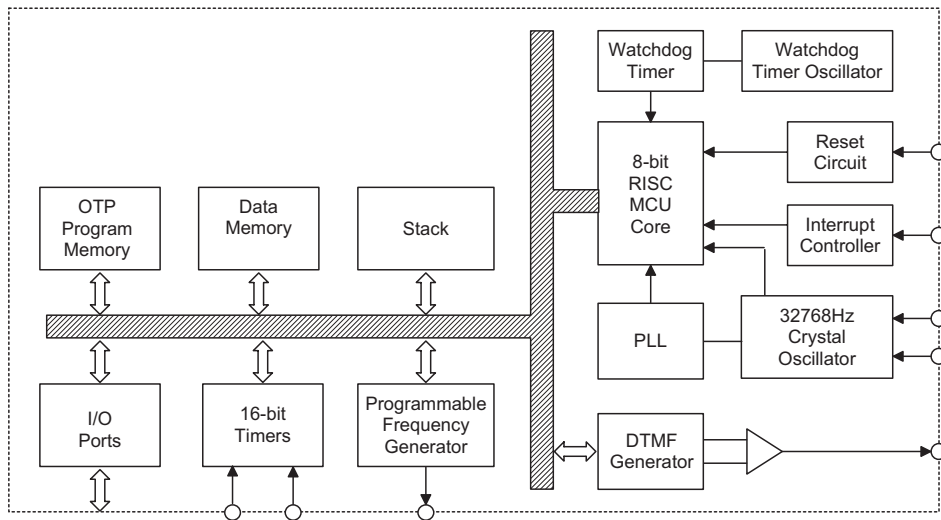 Watchdog
Timer
Watchdog
Timer Oscillator
8-bit
RISC
MCU
Core
Reset
Circuit
OTP
Program
Memory
Data
Memory
Stack
Interrupt
Controller
PLL
32768Hz
Crystal
Oscillator
I/O
Ports
16-bit
Timers
Programmable
Frequency
Generator
DTMF
Generator